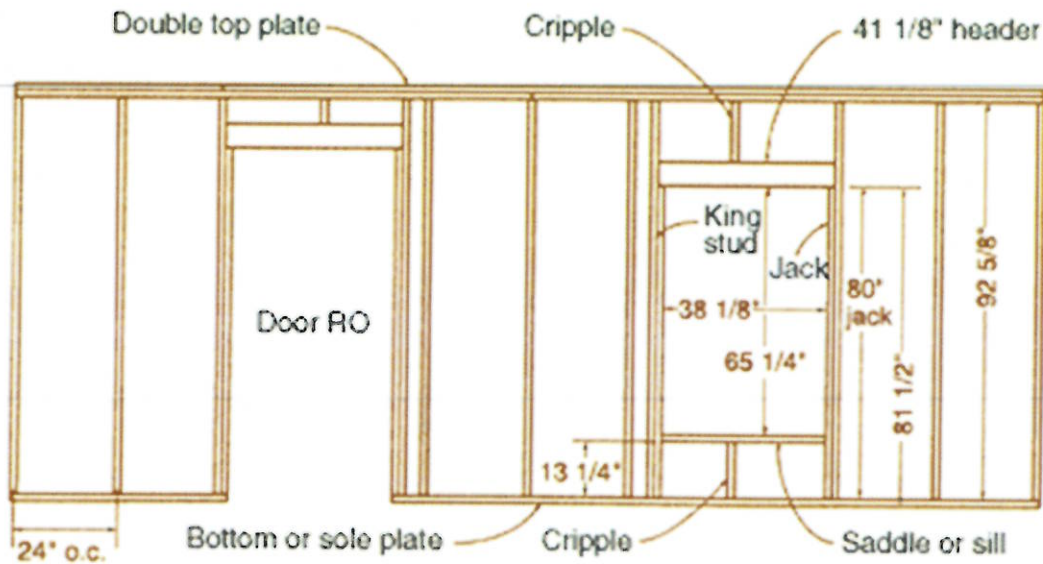 Double top plate
Cripple
41 1/8" header
King
stud
Jack
Door RO
38 1/8"
80"
jack
92 5/8"
65 1/4"
81 1/2"
13 1/4"
24" o.c.
Bottom or sole plate
Cripple
Saddle or sill